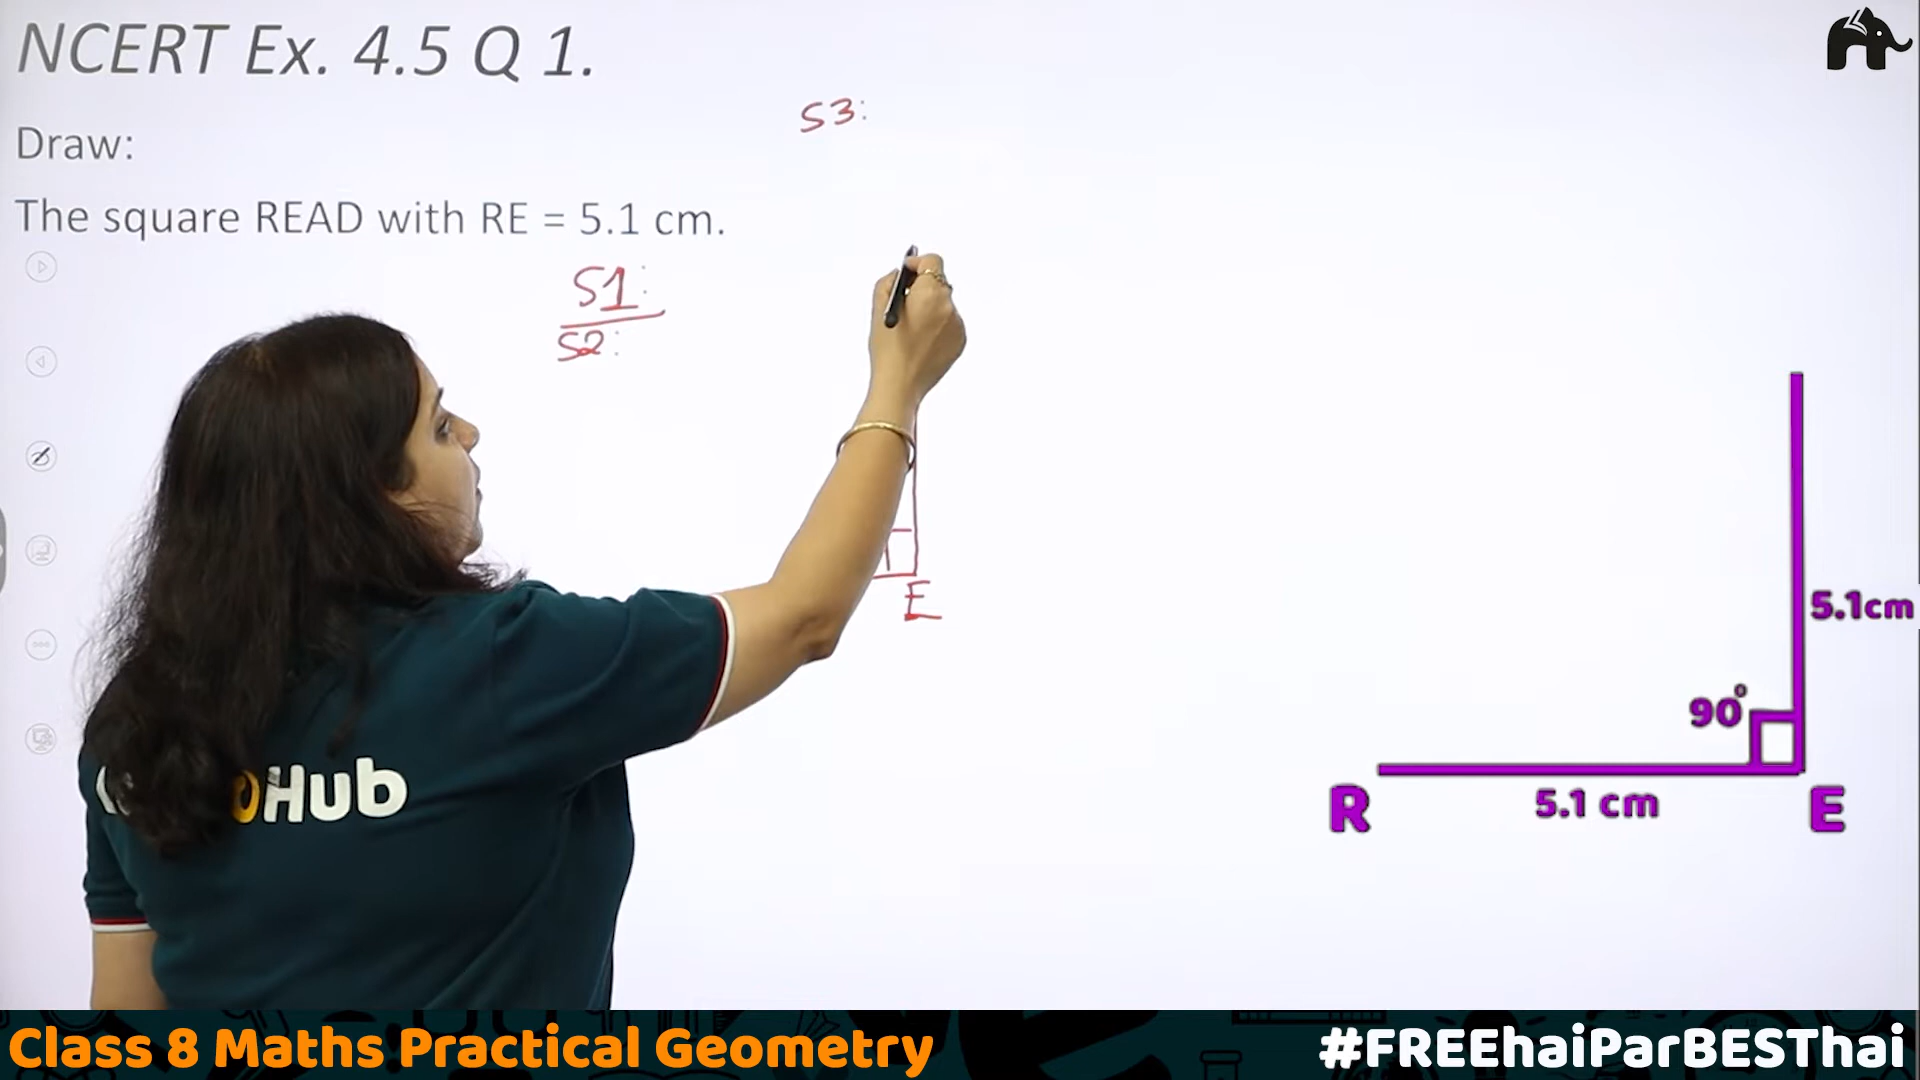 NCERT Ex. 4.5 Q 1.
Draw:
S3:
The square READ with RE = 5.1 cm.
S1:
S2:
E
5.1cm
90°
R
5.1 cm
E
Hub
Class 8 Maths Practical Geometry
#FREEhaiParBESThai